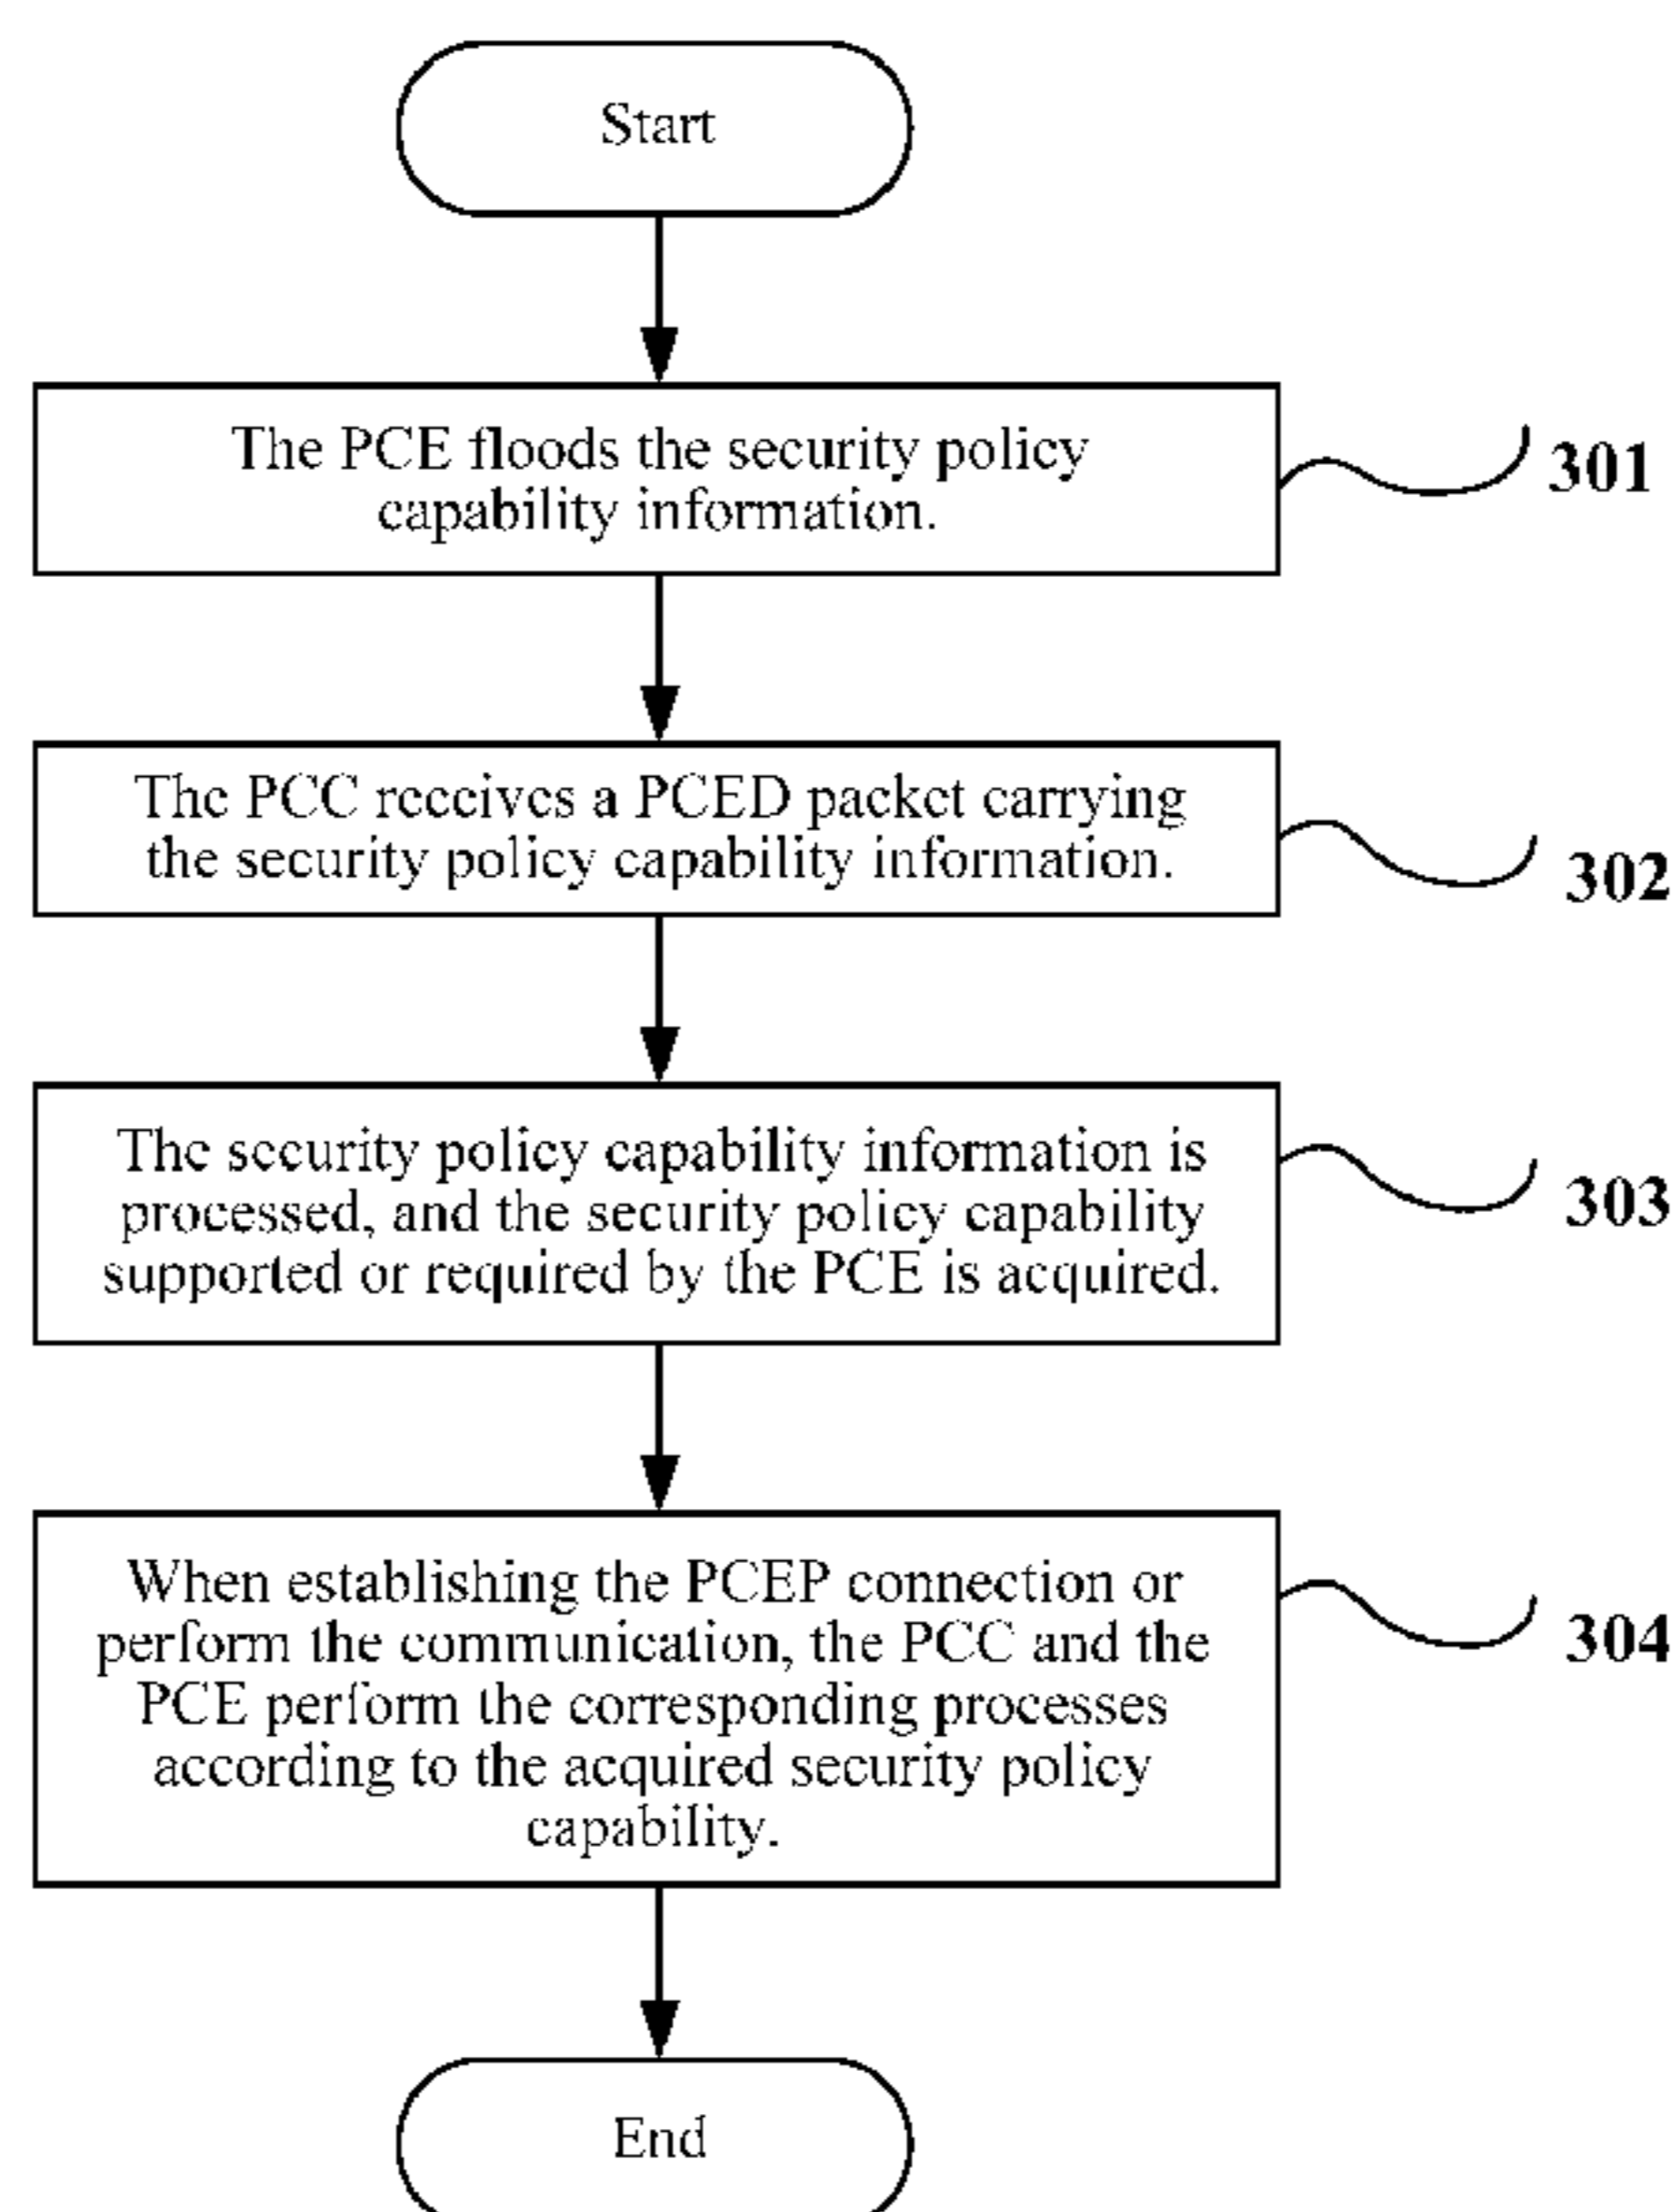 Start
The PCE floods the security policy
capability information.
301
The PCC receives a PCED packet carrying
the security policy capability information.
302
The security policy capability information is
processed, and the security policy capability
supported or required by the PCE is acquired.
303
When establishing the PCEP connection or
perform the communication, the PCC and the
PCE perform the corresponding processes
according to the acquired security policy
capability.
304
End